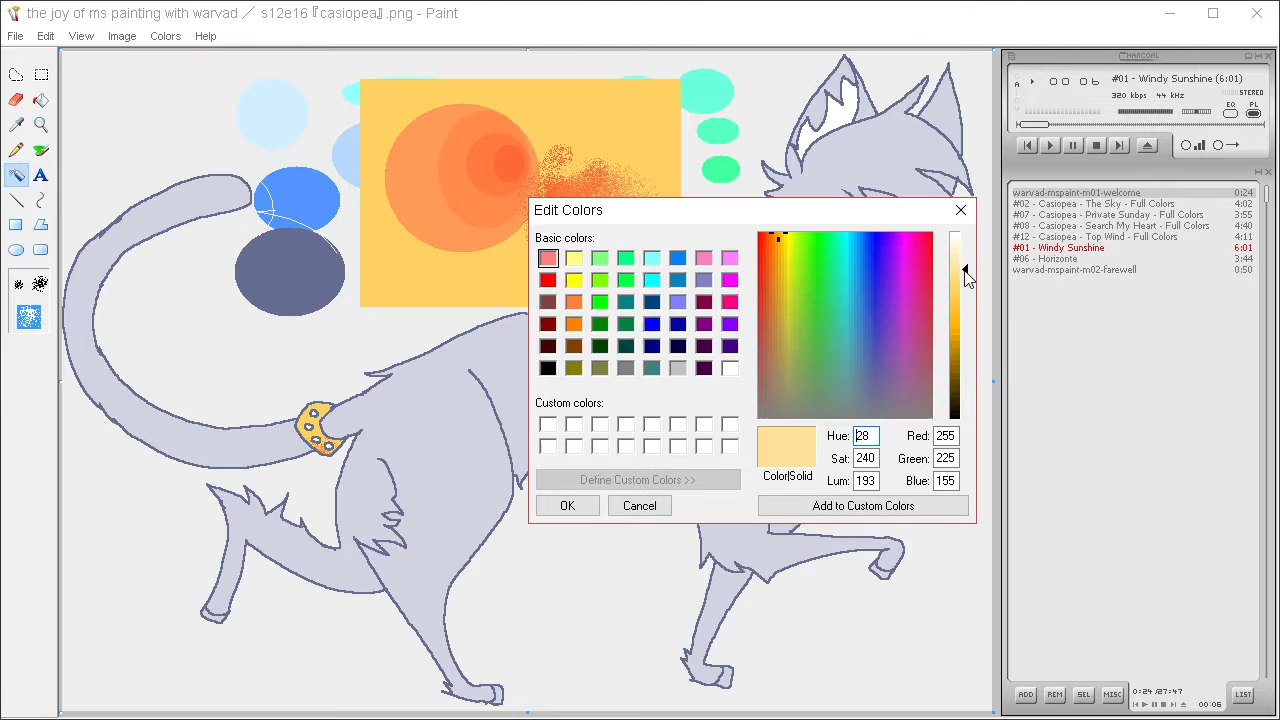 the joy of ms painting with warvad ／ s12e16『casiopea』.png - Paint
File Edit View Image Colors Help
CHARCOAL
#01 - Windy Sunshine (6:01)
320 kbps 44 kHz STEREO
EQ PL
warvad-mspaint-m01-welcome 0:24
#02 - Casiopea - The Sky - Full Colors 4:02
#07 - Casiopea - Private Sunday - Full Colors 3:55
#08 - Casiopea - Search My Heart - Full Colors 4:40
#12 - Casiopea - Top Wind - Full Colors 4:11
#01 - Windy Sunshine 6:01
#06 - Horizonte 3:44
warvad-mspaint-m02-farewell :50
A
Edit Colors
Basic colors:
Custom colors:
Define Custom Colors >>
OK Cancel
Color|Solid
Hue: 28 Red: 255
Sat: 240 Green: 225
Lum: 193 Blue: 155
Add to Custom Colors
ADD REM SEL MISC 0:24 /27:47 00:06 LIST